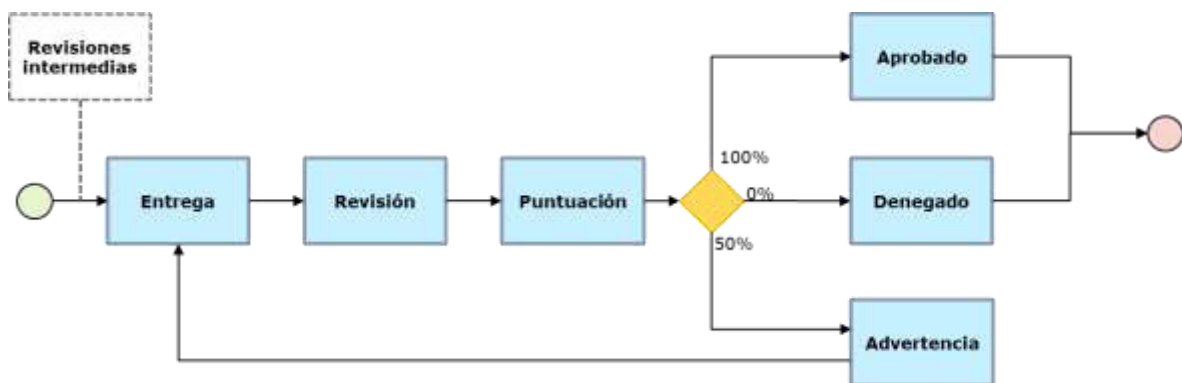 Revisiones
intermedias
Aprobado
100%
Entrega
Revisión
Puntuación
0%
Denegado
50%
Advertencia